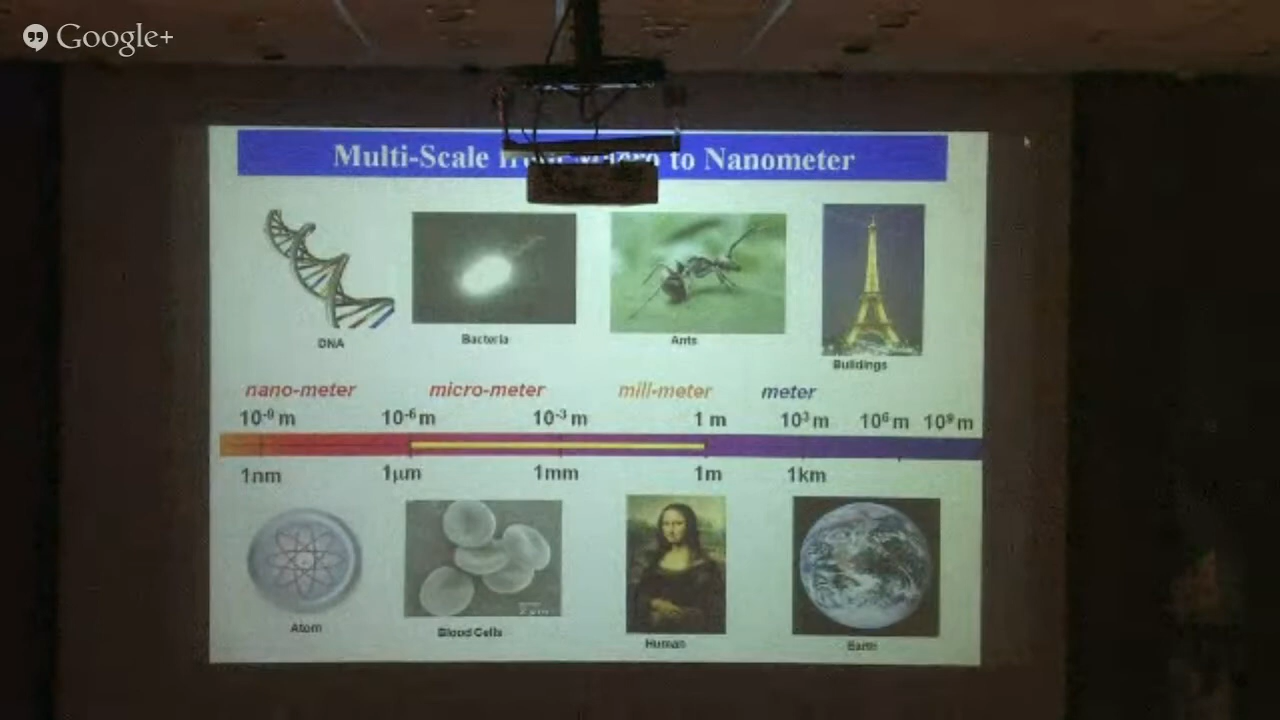 Google+
Multi-Scale to Nanometer
DNA
Bacteria
Ants
Buildings
nano-meter micro-meter mill-meter meter
10⁻⁹ m 10⁻⁶ m 10⁻³ m 1 m 10³ m 10⁶ m 10⁹ m
1nm 1µm 1mm 1m 1km
Atom
Blood Cells
Human
Earth